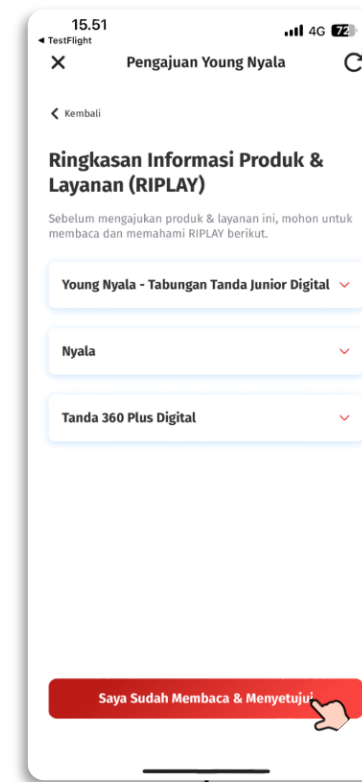 15.51
4G 72
◀ TestFlight
Pengajuan Young Nyala
Kembali
Ringkasan Informasi Produk &
Layanan (RIPLAY)
Sebelum mengajukan produk & layanan ini, mohon untuk
membaca dan memahami RIPLAY berikut.
Young Nyala - Tabungan Tanda Junior Digital
Nyala
Tanda 360 Plus Digital
Saya Sudah Membaca & Menyetujui